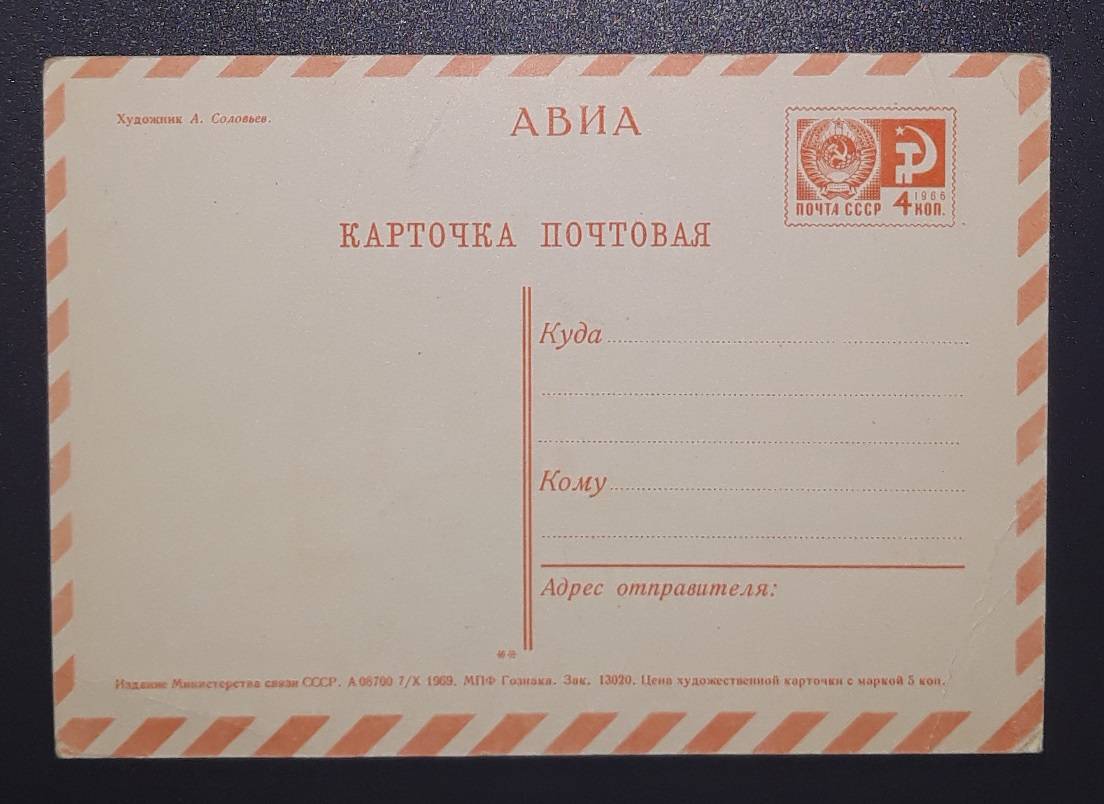 Художник А. Соловьев.
АВИА
1966
ПОЧТА СССР 4 КОП.
КАРТОЧКА ПОЧТОВАЯ
Куда
Кому
Адрес отправителя:
Издание Министерства связи СССР. А 08700 7/X 1969. МПФ Гознака. Зак. 13020. Цена художественной карточки с маркой 5 коп.